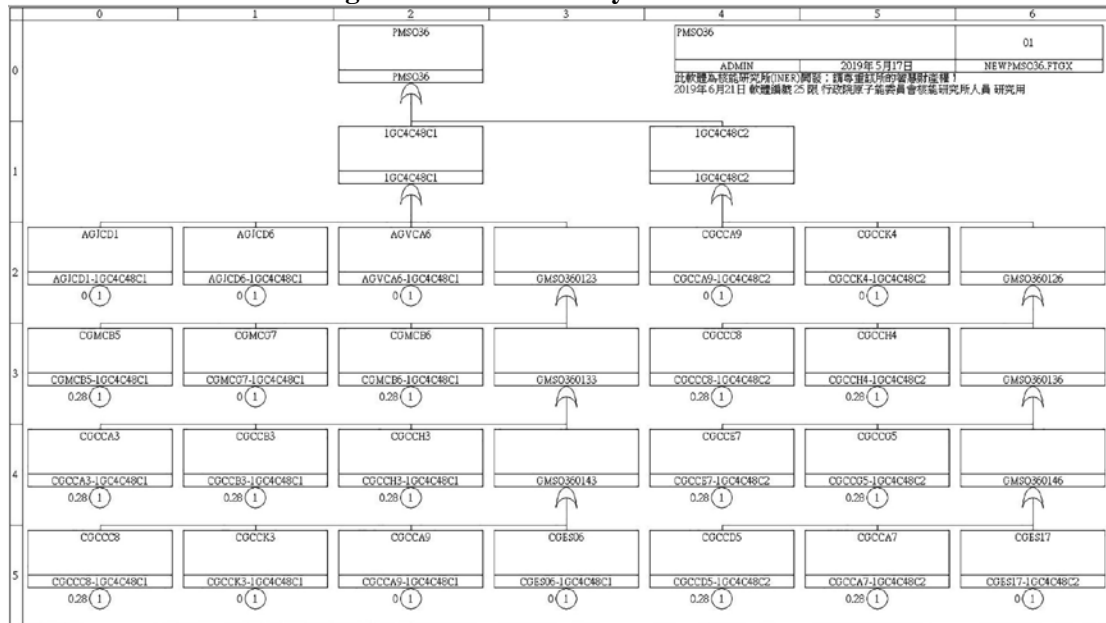 0 1 2 3 4 5 6
PMSO36
PMSO36
PMSO36
01
ADMIN
2019年5月17日
NEWPMSO36.FTGX
此軟體為核能研究所(INER)開發；請尊重該所的智慧財產權！
2019年6月21日 軟體編號25 限 行政院原子能委員會核能研究所人員 研究用
0
1GC4C48C1
1GC4C48C2
1
1GC4C48C1
1GC4C48C2
AGJCD1 AGJCD6 AGVCA6 CGCCA9 CGCCK4
2
AGJCD1-1GC4C48C1 AGJCD6-1GC4C48C1 AGVCA6-1GC4C48C1 GMSO360123 CGCCA9-1GC4C48C2 CGCCK4-1GC4C48C2 GMSO360126
0 1 0 1 0 1 0 1 0 1
CGMCB5 CGMCG7 CGMCB6 CGCCC8 CGCCH4
3
CGMCB5-1GC4C48C1 CGMCG7-1GC4C48C1 CGMCB6-1GC4C48C1 GMSO360133 CGCCC8-1GC4C48C2 CGCCH4-1GC4C48C2 GMSO360136
0.28 1 0 1 0.28 1 0.28 1 0.28 1
CGCCA3 CGCCB3 CGCCH3 CGCCE7 CGCCG5
4
CGCCA3-1GC4C48C1 CGCCB3-1GC4C48C1 CGCCH3-1GC4C48C1 GMSO360143 CGCCE7-1GC4C48C2 CGCCG5-1GC4C48C2 GMSO360146
0.28 1 0.28 1 0.28 1 0.28 1 0.28 1
CGCCC8 CGCCK3 CGCCA9 CGES06 CGCCD5 CGCCA7 CGES17
5
CGCCC8-1GC4C48C1 CGCCK3-1GC4C48C1 CGCCA9-1GC4C48C1 CGES06-1GC4C48C1 CGCCD5-1GC4C48C2 CGCCA7-1GC4C48C2 CGES17-1GC4C48C2
0.28 1 0 1 0 1 0 1 0.28 1 0.28 1 0 1